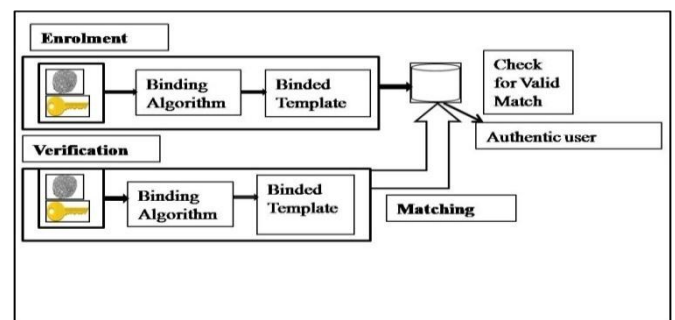 Enrolment
Binding
Algorithm
Binded
Template
Check
for Valid
Match
Authentic user
Verification
Binding
Algorithm
Binded
Template
Matching